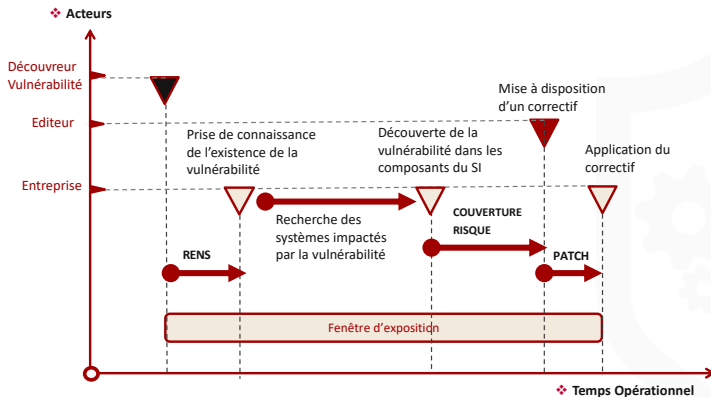 ❖ Acteurs
Découvreur
Vulnérabilité
Mise à disposition
d'un correctif
Editeur
Prise de connaissance
de l'existence de la
vulnérabilité
Découverte de la
vulnérabilité dans les
composants du SI
Application du
correctif
Entreprise
Recherche des
systèmes impactés
par la vulnérabilité
COUVERTURE
RISQUE
RENS
PATCH
Fenêtre d'exposition
❖ Temps Opérationnel